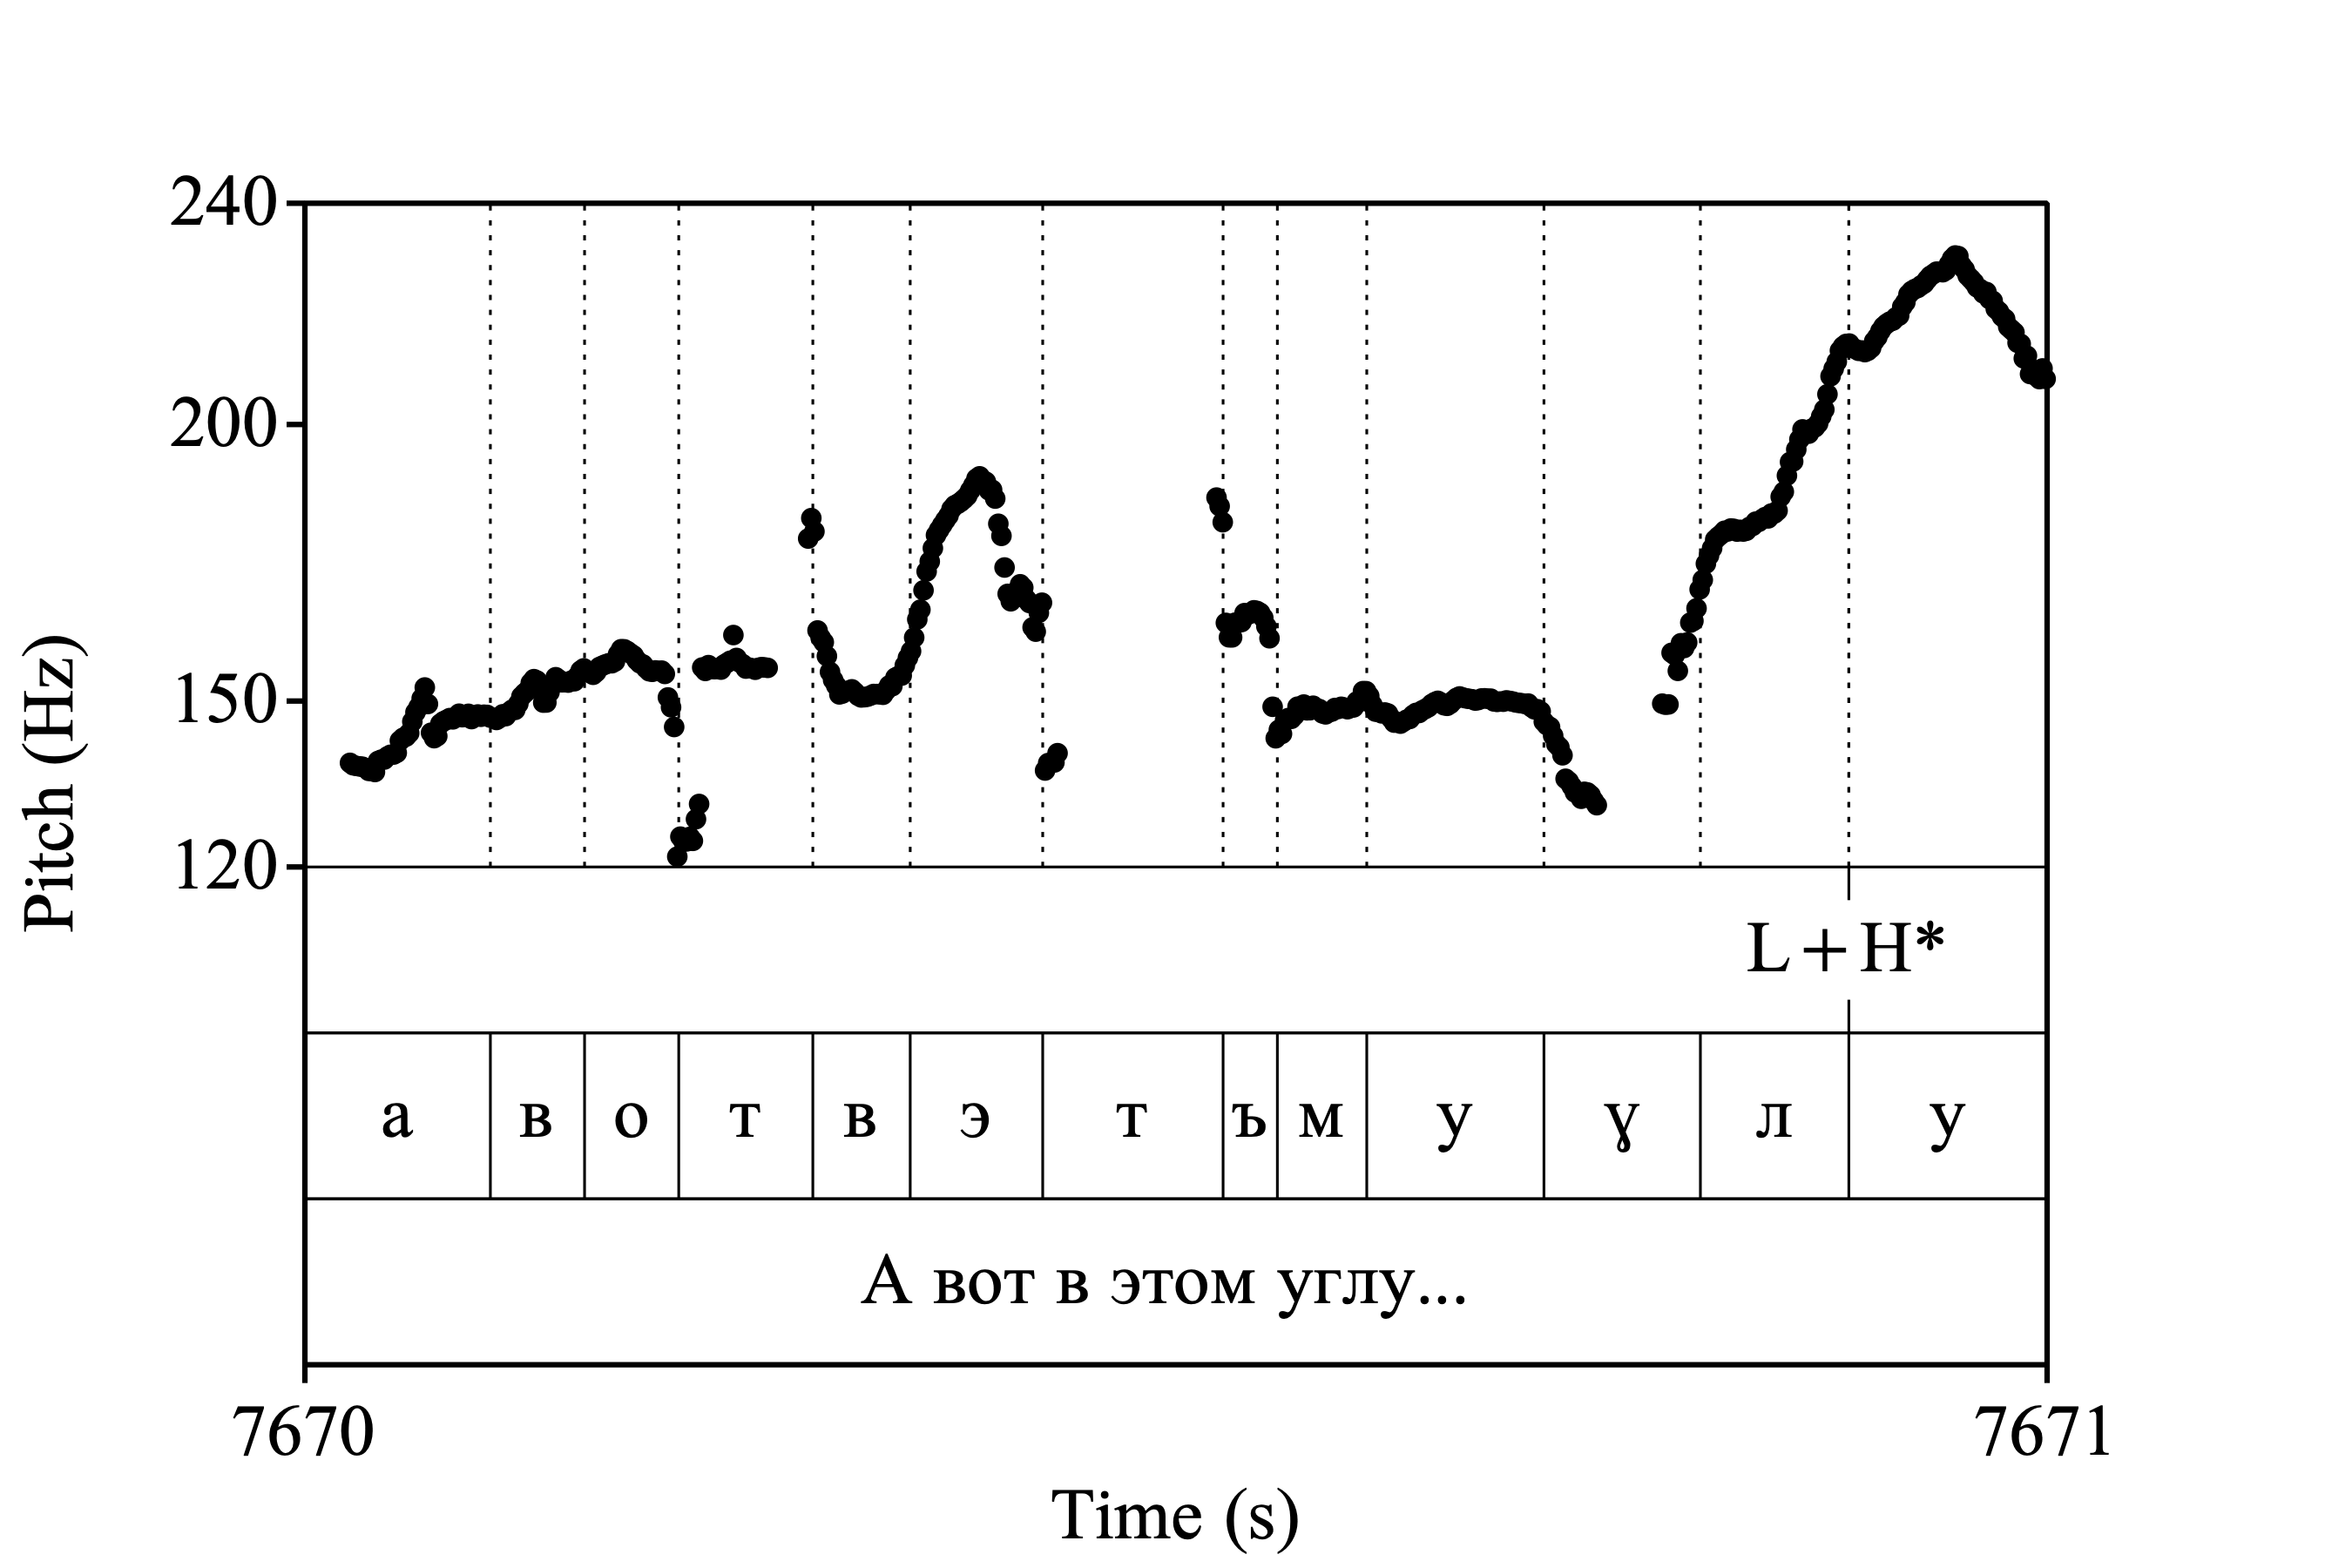 240
200
150
120
Pitch (Hz)
L+H*
а в о т в э т ъ м у ɣ л у
А вот в этом углу...
7670 7671
Time (s)